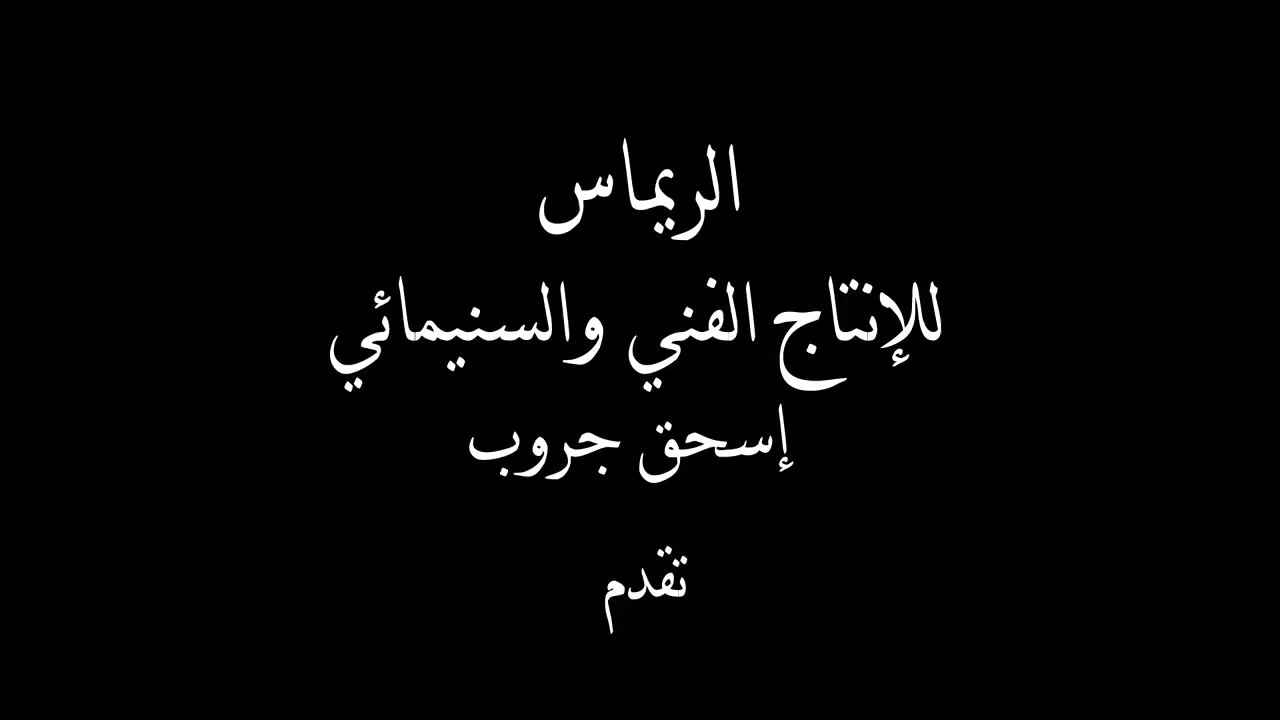 الريماس
للإنتاج الفني والسنيمائي
إسحق جروب
تقدم